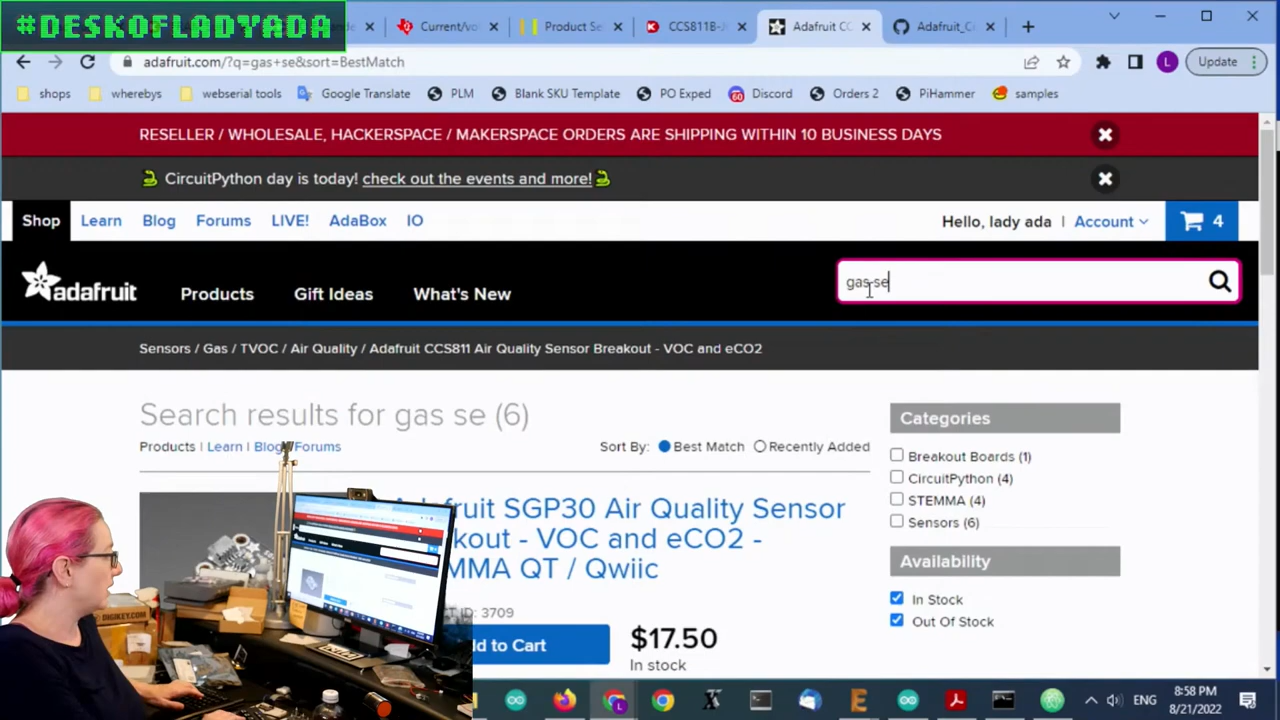 #DESKOFLADYADA
Current/vo
Product Se
CCS811B-J
Adafruit CC
Adafruit_Co
adafruit.com/?q=gas+se&sort=BestMatch
L
Update
shops
whereby
webserial tools
Google Translate
PLM
Blank SKU Template
PO Exped
60
Discord
Orders 2
PiHammer
samples
RESELLER / WHOLESALE, HACKERSPACE / MAKERSPACE ORDERS ARE SHIPPING WITHIN 10 BUSINESS DAYS
CircuitPython day is today! check out the events and more!
Shop Learn Blog Forums LIVE! AdaBox IO
Hello, lady ada | Account
4
adafruit
Products Gift Ideas What's New
gas se
Sensors / Gas / TVOC / Air Quality / Adafruit CCS811 Air Quality Sensor Breakout - VOC and eCO2
Search results for gas se (6)
Products | Learn | Blog | Forums
Sort By: Best Match Recently Added
Adafruit SGP30 Air Quality Sensor
- VOC and eCO2 -
QT / Qwiic
ID: 3709
to Cart
$17.50
In stock
Categories
Breakout Boards (1)
CircuitPython (4)
STEMMA (4)
Sensors (6)
Availability
In Stock
Out Of Stock
DIGIKEY.COM
ENG
8:58 PM
8/21/2022